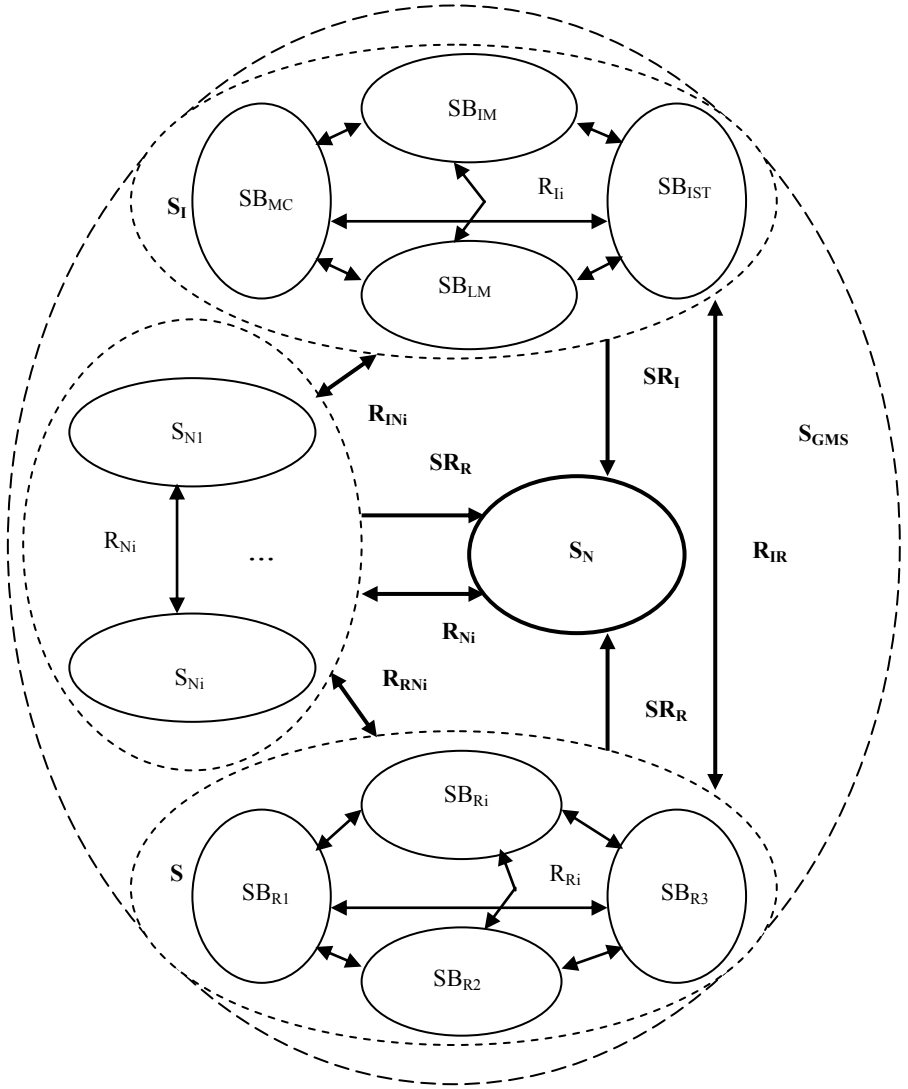 SB_IM
SB_MC
R_Ii
SB_IST
S_I
SB_LM
SR_I
R_INi
S_N1
S_GMS
SR_R
R_Ni
...
S_N
R_IR
R_Ni
S_Ni
R_RNi
SR_R
SB_Ri
S
R_Ri
SB_R1
SB_R3
SB_R2